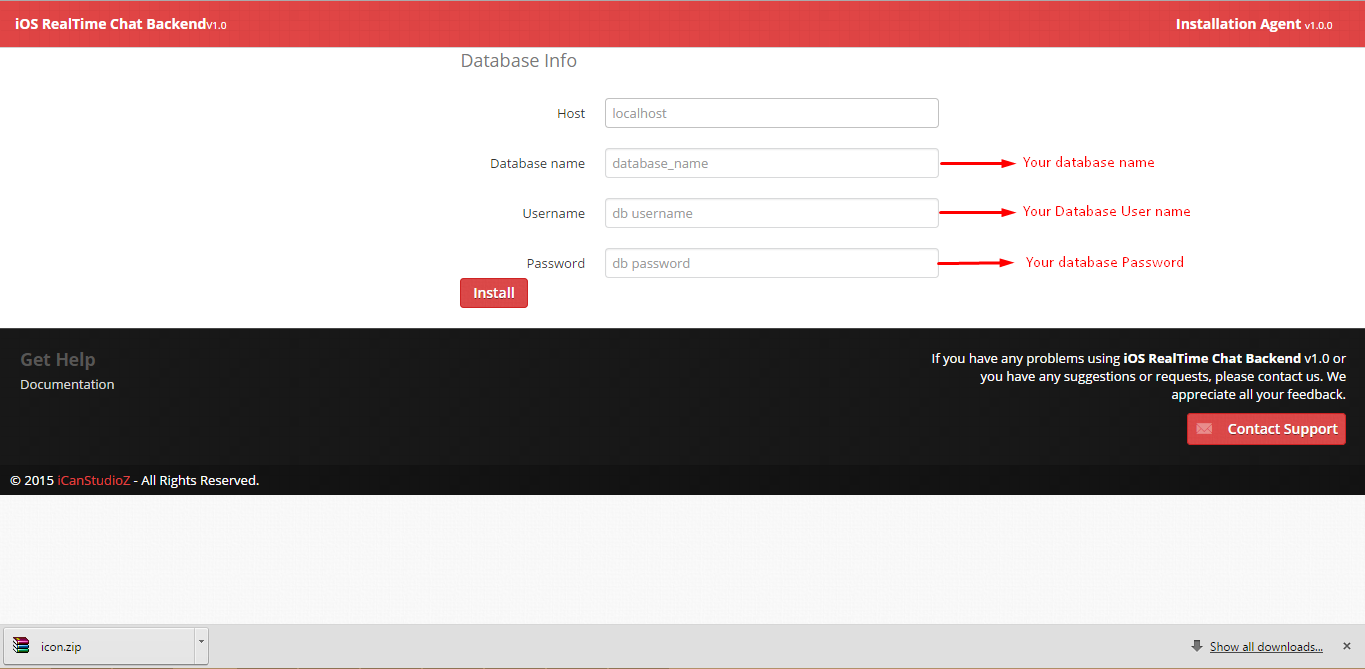 iOS RealTime Chat Backendv1.0
Installation Agent v1.0.0
Database Info
Host
localhost
Database name
database_name
Your database name
Username
db username
Your Database User name
Password
db password
Your database Password
Install
Get Help
Documentation
If you have any problems using iOS RealTime Chat Backend v1.0 or
you have any suggestions or requests, please contact us. We
appreciate all your feedback.
Contact Support
© 2015 iCanStudioZ - All Rights Reserved.
icon.zip
Show all downloads...